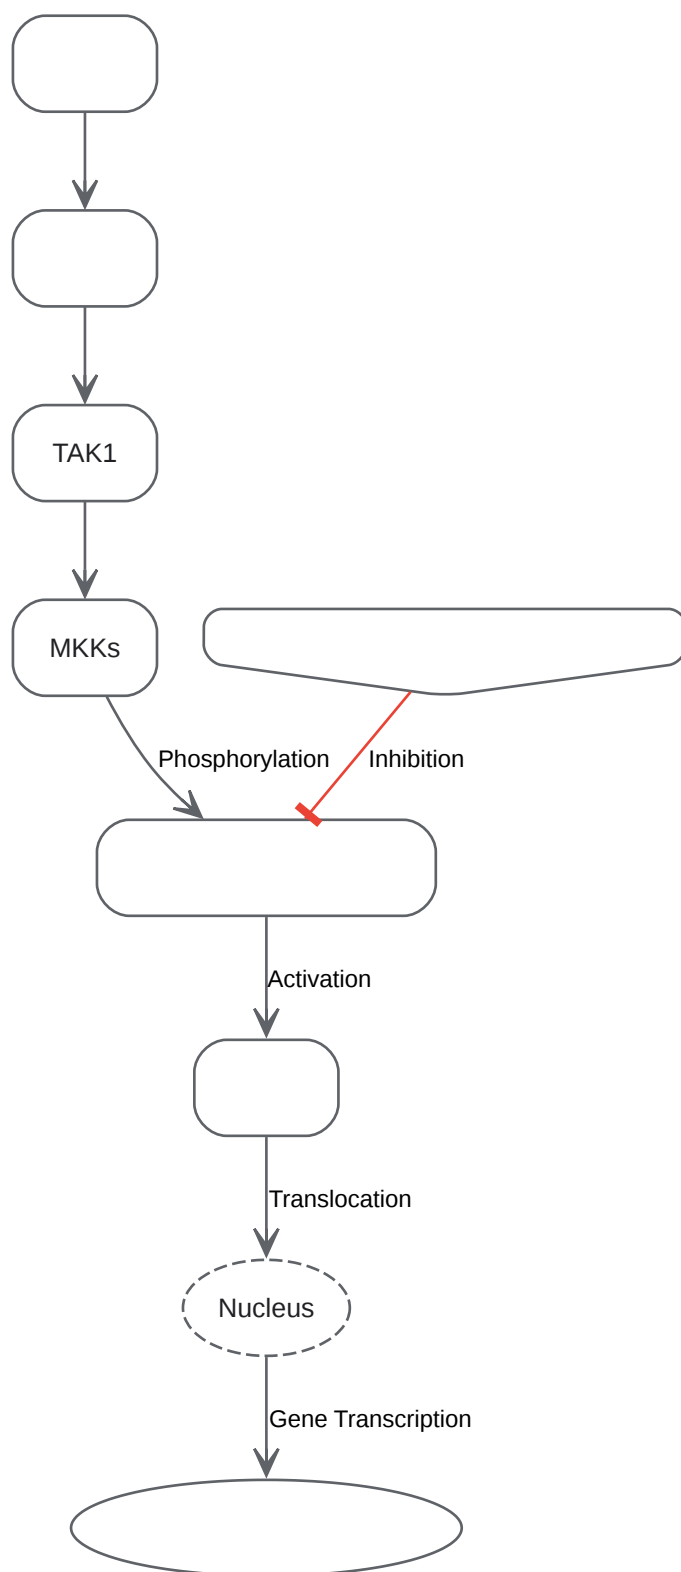 TAK1
MKKs
Phosphorylation
Inhibition
Activation
Translocation
Nucleus
Gene Transcription